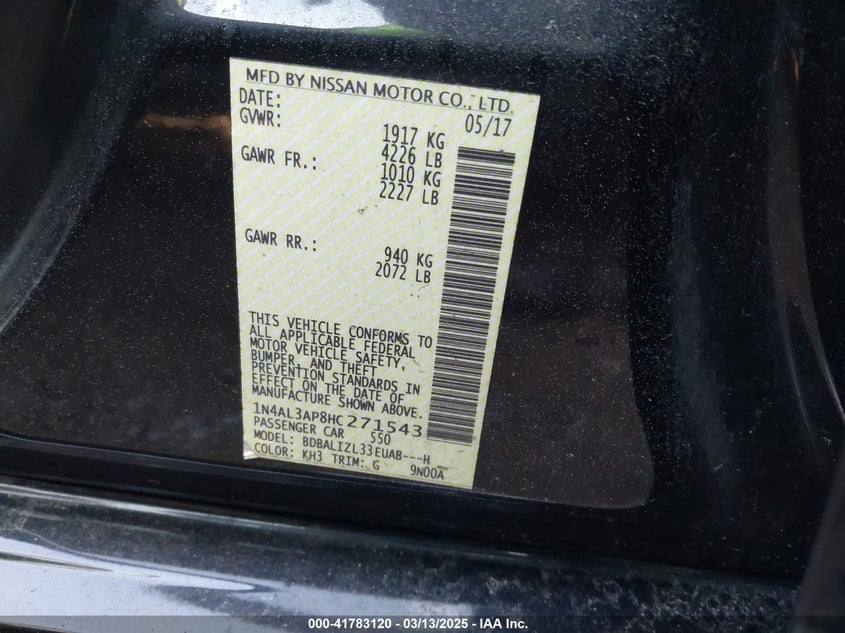 MFD BY NISSAN MOTOR CO., LTD.
DATE: 05/17
GVWR: 1917 KG
4226 LB
GAWR FR.: 1010 KG
2227 LB
GAWR RR.: 940 KG
2072 LB
THIS VEHICLE CONFORMS TO
ALL APPLICABLE FEDERAL
MOTOR VEHICLE SAFETY,
BUMPER, AND THEFT
PREVENTION STANDARDS IN
EFFECT ON THE DATE OF
MANUFACTURE SHOWN ABOVE.
1N4AL3AP8HC271543
PASSENGER CAR 550
MODEL: BDBALIZL33EUAB---H
COLOR: KH3 TRIM: G 9N00A
000-41783120 - 03/13/2025 - IAA Inc.